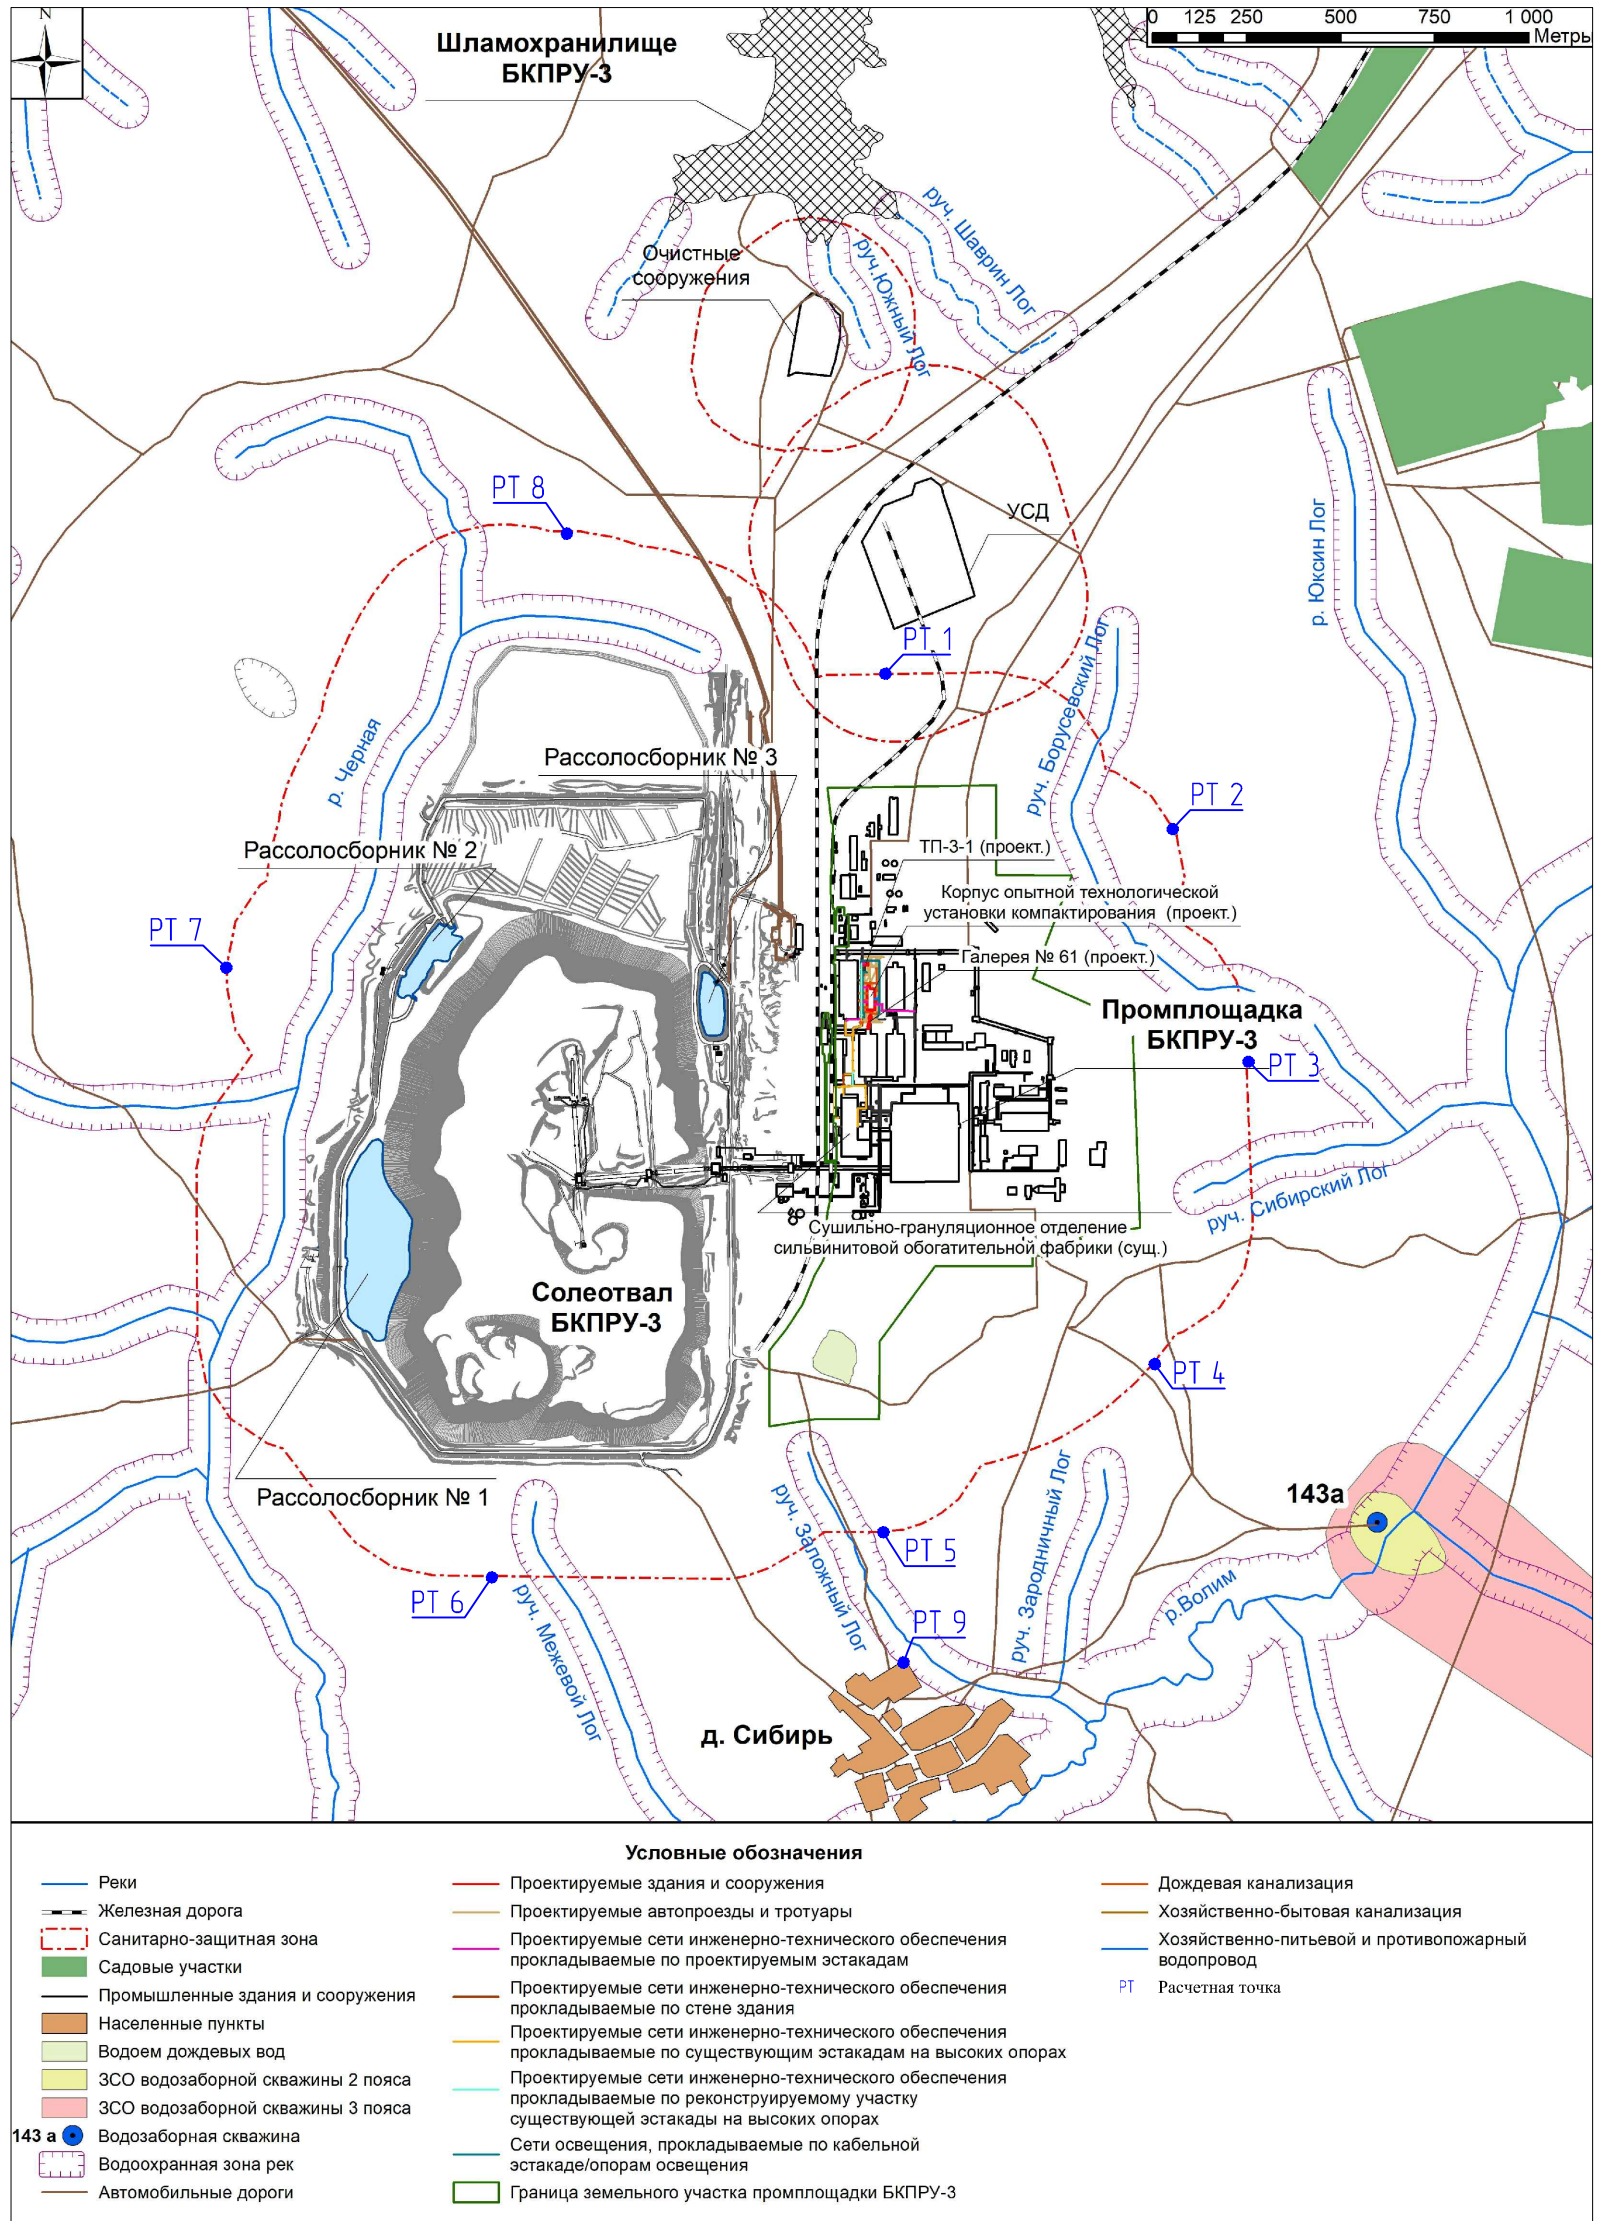 N
0 125 250 500 750 1 000
Метры
Шламохранилище
БКПРУ-3
руч. Шаврин Лог
руч.Южный Лог
Очистные
сооружения
РТ 8
УСД
р. Юксин Лог
РТ 1
руч. Борусевский Лог
р. Черная
Рассолосборник № 3
РТ 2
Рассолосборник № 2
ТП-3-1 (проект.)
Корпус опытной технологической
установки компактирования (проект.)
РТ 7
Галерея № 61 (проект.)
Промплощадка
БКПРУ-3
РТ 3
руч. Сибирский Лог
Сушильно-грануляционное отделение
сильвинитовой обогатительной фабрики (сущ.)
Солеотвал
БКПРУ-3
РТ 4
Рассолосборник № 1
143а
руч. Заложный Лог
руч. Зародничный Лог
РТ 5
РТ 6
р.Волим
руч. Межевой Лог
РТ 9
д. Сибирь
Условные обозначения
Реки
Железная дорога
Санитарно-защитная зона
Садовые участки
Промышленные здания и сооружения
Населенные пункты
Водоем дождевых вод
ЗСО водозаборной скважины 2 пояса
ЗСО водозаборной скважины 3 пояса
143 а Водозаборная скважина
Водоохранная зона рек
Автомобильные дороги
Проектируемые здания и сооружения
Проектируемые автопроезды и тротуары
Проектируемые сети инженерно-технического обеспечения
прокладываемые по проектируемым эстакадам
Проектируемые сети инженерно-технического обеспечения
прокладываемые по стене здания
Проектируемые сети инженерно-технического обеспечения
прокладываемые по существующим эстакадам на высоких опорах
Проектируемые сети инженерно-технического обеспечения
прокладываемые по реконструируемому участку
существующей эстакады на высоких опорах
Сети освещения, прокладываемые по кабельной
эстакаде/опорам освещения
Граница земельного участка промплощадки БКПРУ-3
Дождевая канализация
Хозяйственно-бытовая канализация
Хозяйственно-питьевой и противопожарный
водопровод
РТ Расчетная точка